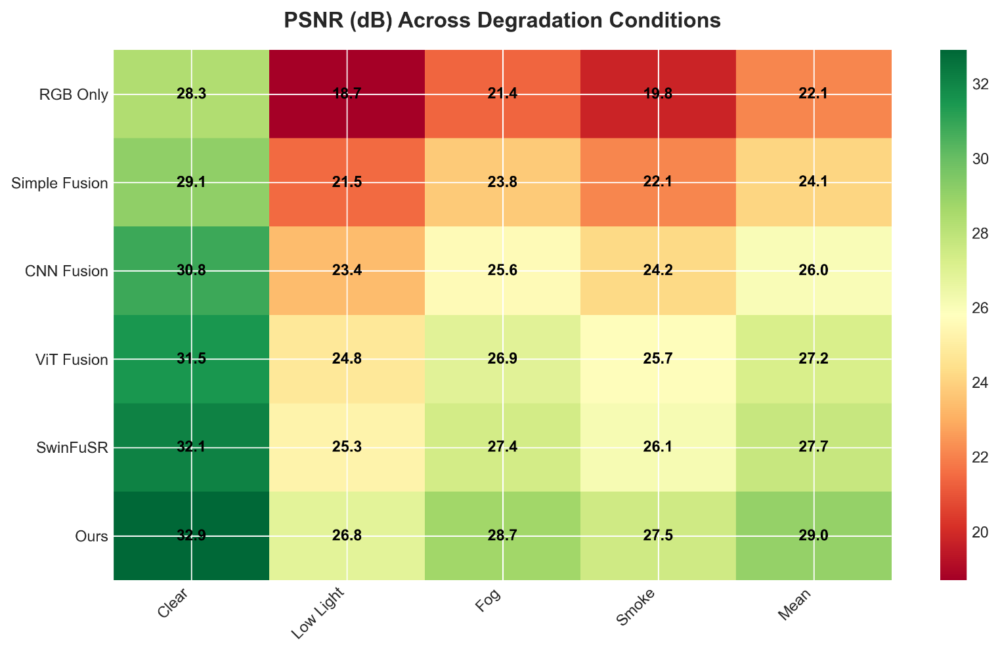 PSNR (dB) Across Degradation Conditions
RGB Only 28.3 18.7 21.4 19.8 22.1
Simple Fusion 29.1 21.5 23.8 22.1 24.1
CNN Fusion 30.8 23.4 25.6 24.2 26.0
ViT Fusion 31.5 24.8 26.9 25.7 27.2
SwinFuSR 32.1 25.3 27.4 26.1 27.7
Ours 32.9 26.8 28.7 27.5 29.0
Clear Low Light Fog Smoke Mean
32
30
28
26
24
22
20